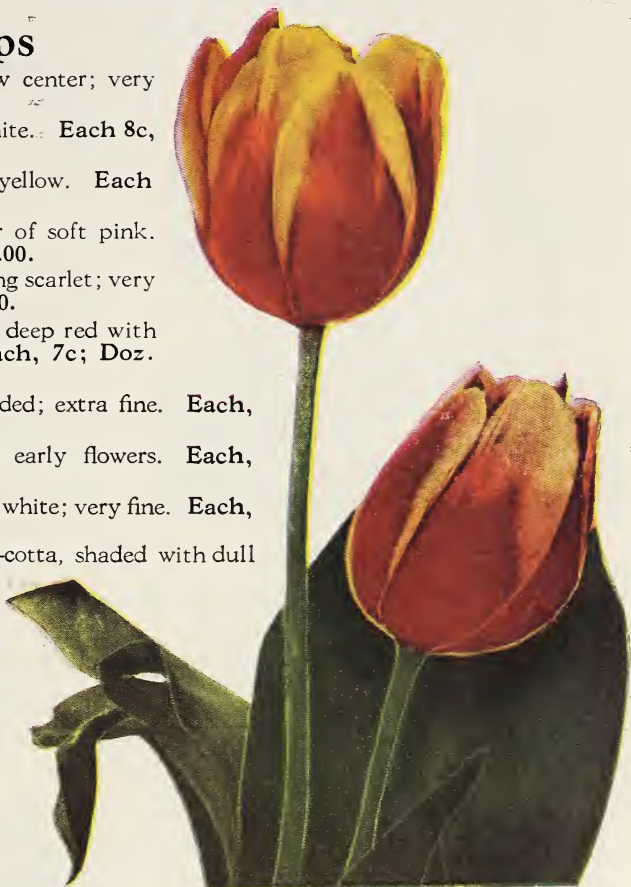 ps
w center; very
ite. Each 8c,
yellow. Each
r of soft pink.
.00.
ng scarlet; very
0.
deep red with
ach, 7c; Doz.
ded; extra fine. Each,
early flowers. Each,
white; very fine. Each,
-cotta, shaded with dull